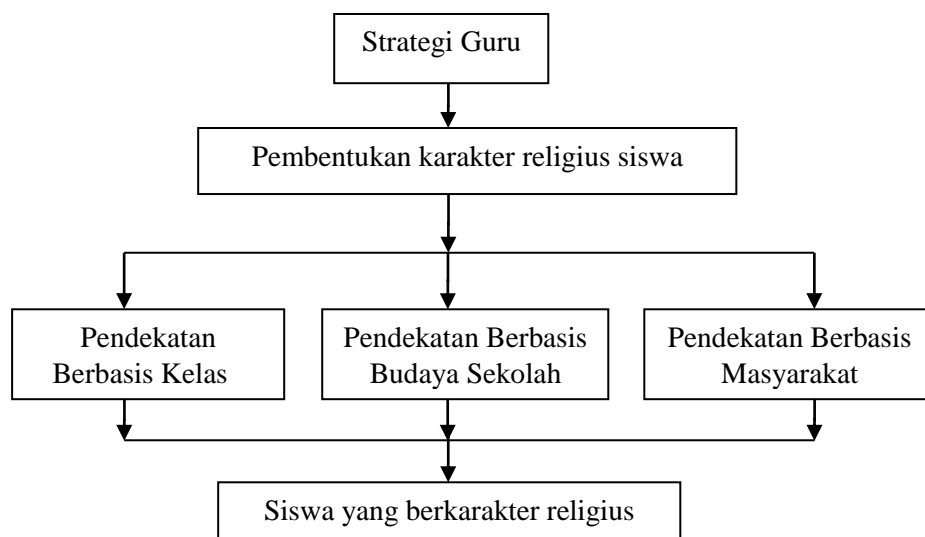 Strategi Guru
Pembentukan karakter religius siswa
Pendekatan
Berbasis Kelas
Pendekatan Berbasis
Budaya Sekolah
Pendekatan Berbasis
Masyarakat
Siswa yang berkarakter religius